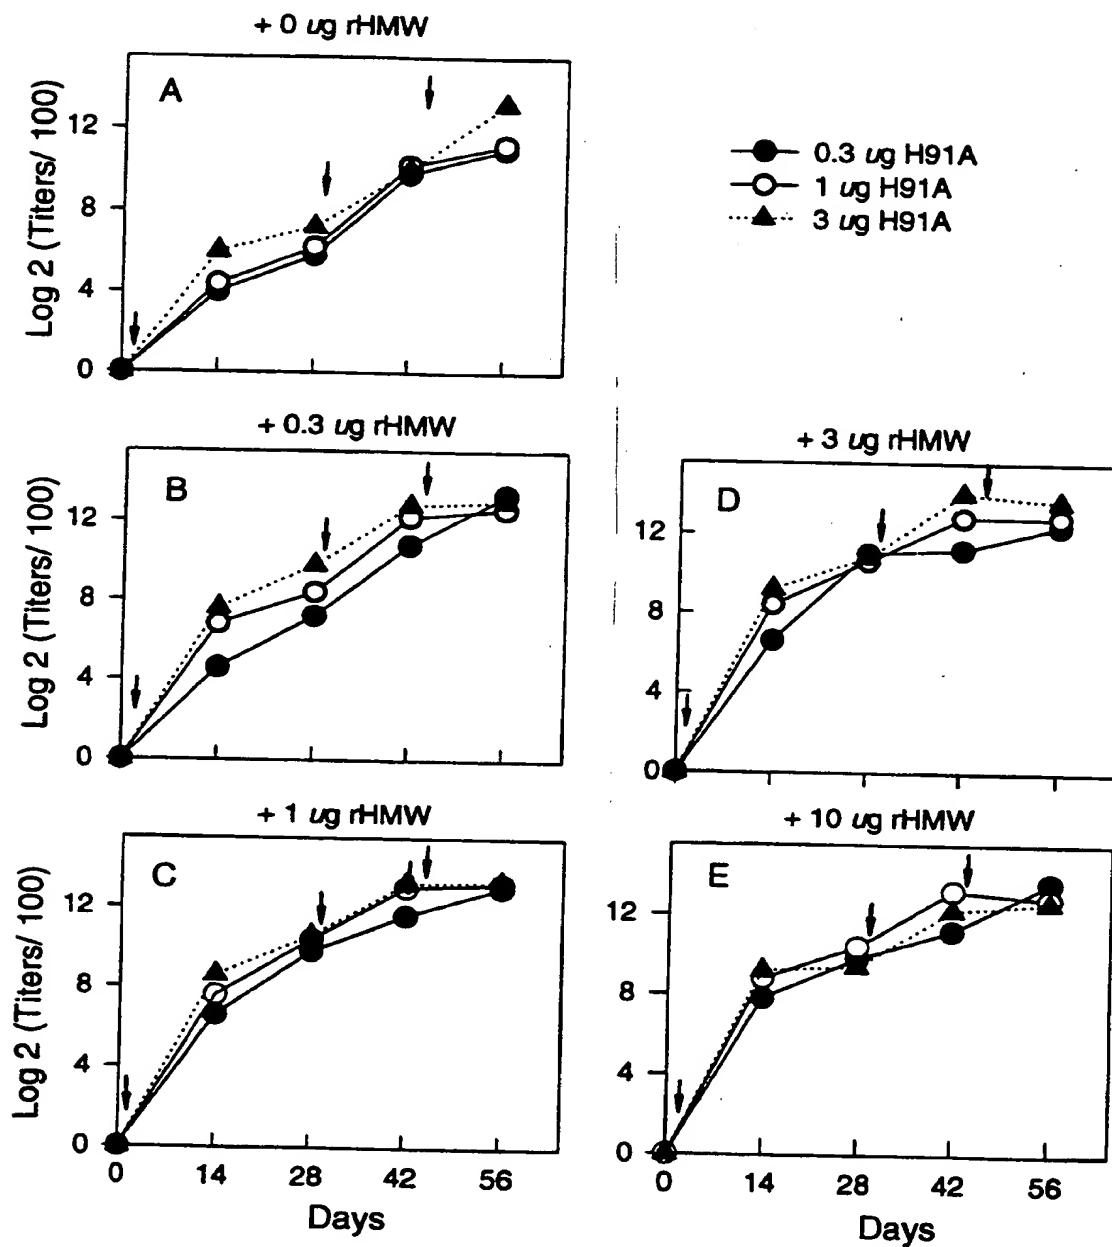 + 0 ug rHMW
A
Log 2 (Titers/ 100)
12
8
4
0
0.3 ug H91A
1 ug H91A
3 ug H91A
+ 0.3 ug rHMW
B
Log 2 (Titers/ 100)
12
8
4
0
+ 3 ug rHMW
D
12
8
4
0
+ 1 ug rHMW
C
Log 2 (Titers/ 100)
12
8
4
0
0 14 28 42 56
Days
+ 10 ug rHMW
E
12
8
4
0
0 14 28 42 56
Days